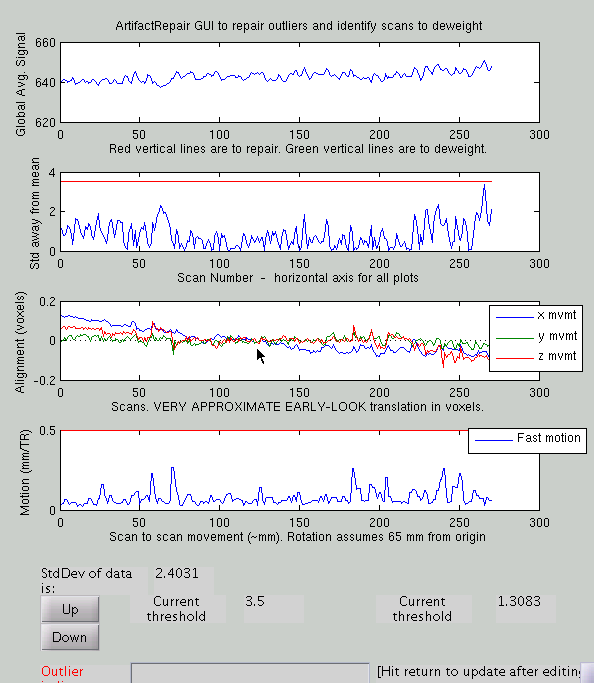 ArtifactRepair GUI to repair outliers and identify scans to deweight
Global Avg. Signal
660
640
620
0 50 100 150 200 250 300
Red vertical lines are to repair. Green vertical lines are to deweight.
Std away from mean
4
2
0
0 50 100 150 200 250 300
Scan Number - horizontal axis for all plots
Alignment (voxels)
0.2
0
-0.2
x mvmt
y mvmt
z mvmt
0 50 100 150 200 250 300
Scans. VERY APPROXIMATE EARLY-LOOK translation in voxels.
Motion (mm/TR)
0.5
0
Fast motion
0 50 100 150 200 250 300
Scan to scan movement (~mm). Rotation assumes 65 mm from origin
StdDev of data 2.4031
is:
Up
Current 3.5
threshold
Current 1.3083
threshold
Down
Outlier
[Hit return to update after editing